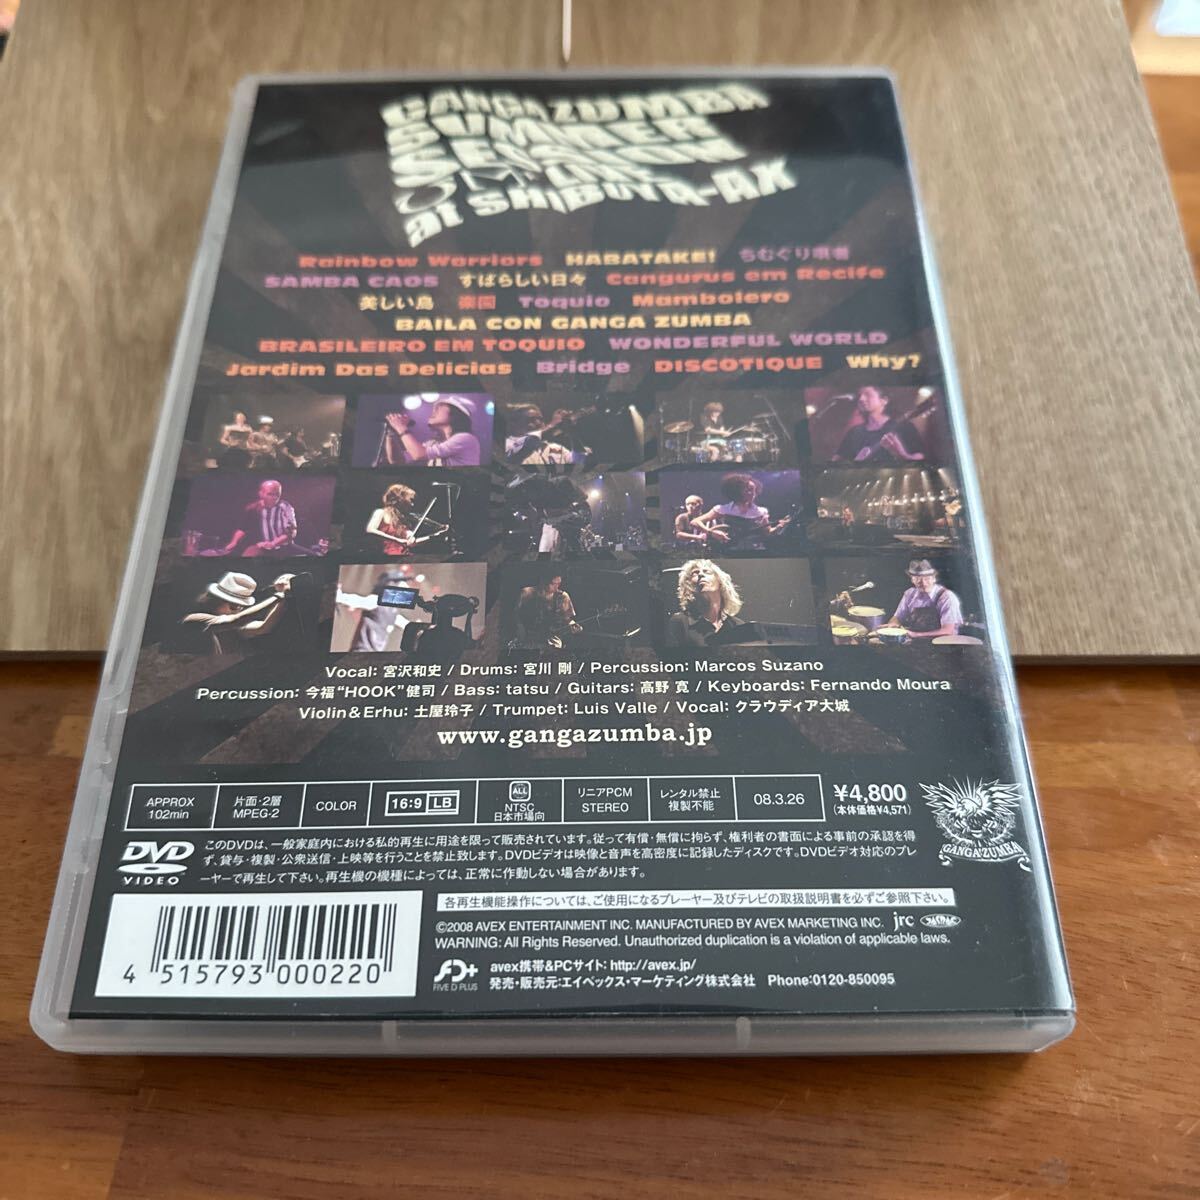 GANGA ZUMBA
SUMMER
SESSION
LIVE
at SHIBUYA-AX
Rainbow Warriors HABATAKE! ちむぐり唄者
SAMBA CAOS すばらしい日々 Cangurus em Recife
美しい島 楽園 Toquio Mambolero
BAILA CON GANGA ZUMBA
BRASILEIRO EM TOQUIO WONDERFUL WORLD
Jardim Das Delicias Bridge DISCOTIQUE Why?
Vocal: 宮沢和史 / Drums: 宮川 剛 / Percussion: Marcos Suzano
Percussion: 今福“HOOK”健司 / Bass: tatsu / Guitars: 高野 寛 / Keyboards: Fernando Moura
Violin＆Erhu: 土屋玲子 / Trumpet: Luis Valle / Vocal: クラウディア大城
www.gangazumba.jp
APPROX 102min
片面・2層 MPEG-2
COLOR
16:9 LB
ALL NTSC 日本市場向
リニアPCM STEREO
レンタル禁止 複製不能
08.3.26
¥4,800
(本体価格¥4,571)
GANGA ZUMBA
DVD VIDEO
このDVDは、一般家庭内における私的再生に用途を限って販売されています。従って有償・無償に拘らず、権利者の書面による事前の承認を得
ず、貸与・複製・公衆送信・上映等を行うことを禁止致します。DVDビデオは映像と音声を高密度に記録したディスクです。DVDビデオ対応のプレ
ーヤーで再生して下さい。再生機の機種によっては、正常に作動しない場合があります。
各再生機能操作については、ご使用になるプレーヤー及びテレビの取扱説明書を必ずご参照下さい。
©2008 AVEX ENTERTAINMENT INC. MANUFACTURED BY AVEX MARKETING INC. jrc
WARNING: All Rights Reserved. Unauthorized duplication is a violation of applicable laws.
FIVE D PLUS
avex携帯&PCサイト: http://avex.jp/
発売・販売元:エイベックス・マーケティング株式会社 Phone:0120-850095
4 515793 000220